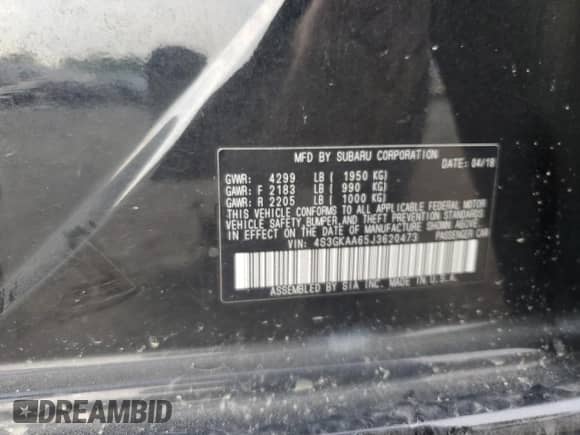 MFD BY SUBARU CORPORATION
DATE: 04/18
GVWR: 4299 LB ( 1950 KG)
GAWR: F 2183 LB ( 990 KG)
GAWR: R 2205 LB ( 1000 KG)
THIS VEHICLE CONFORMS TO ALL APPLICABLE FEDERAL MOTOR
VEHICLE SAFETY, BUMPER, AND THEFT PREVENTION STANDARDS
IN EFFECT ON THE DATE OF MANUFACTURE SHOWN ABOVE.
VIN: 4S3GKAA65J3620473 PASSENGER CAR
ASSEMBLED BY SIA INC. MADE IN U.S.A.
DREAMBID